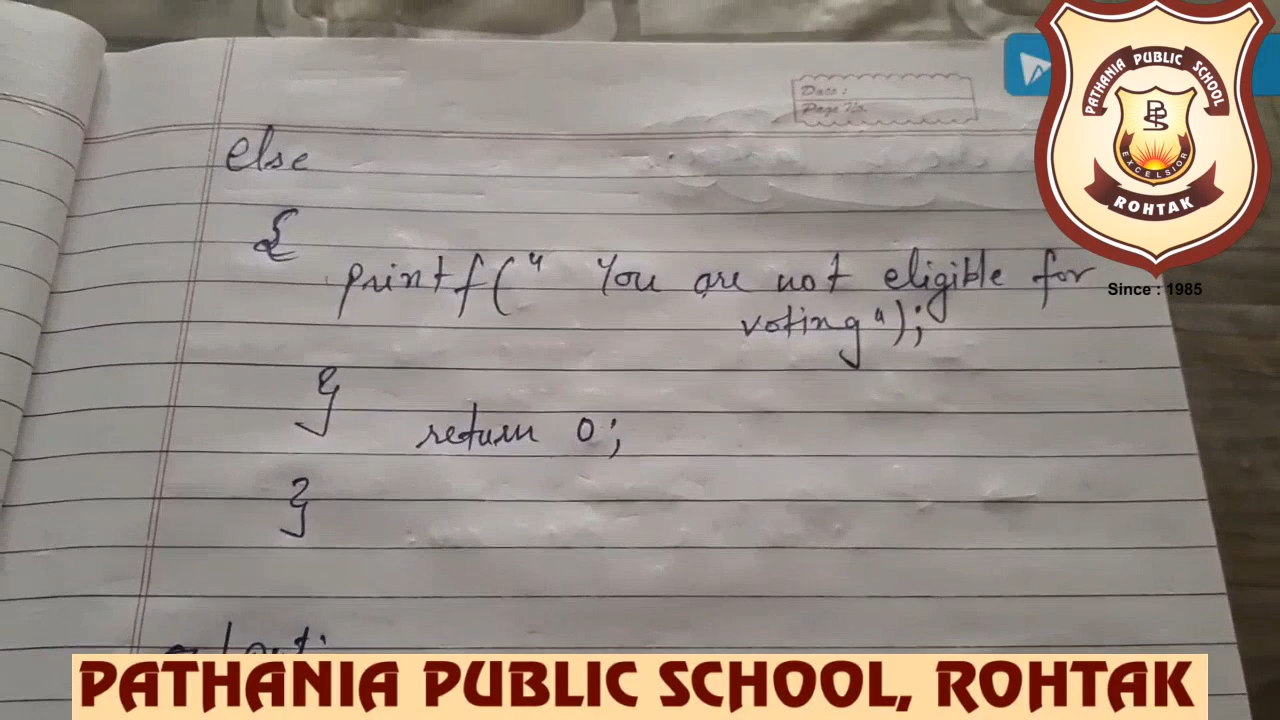 Date :
Page No.
else
{
printf(" You are not eligible for
voting");
}
return 0;
}
PATHANIA PUBLIC SCHOOL
PS
EXCELSIOR
ROHTAK
Since : 1985
PATHANIA PUBLIC SCHOOL, ROHTAK